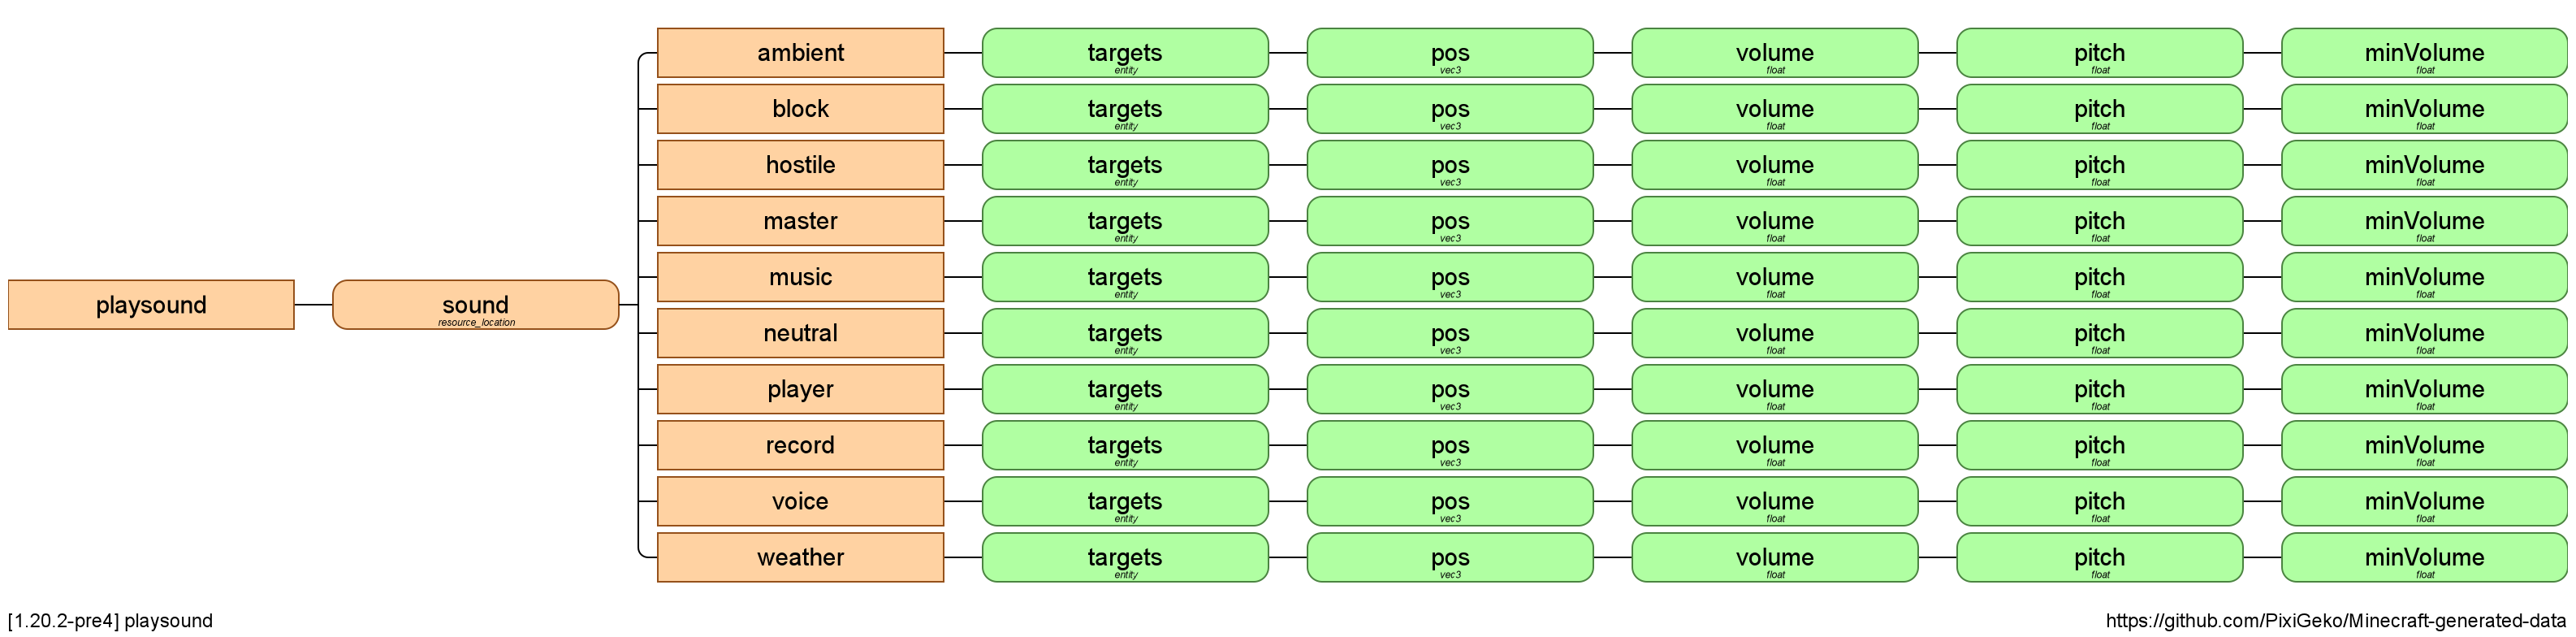 ambient targets pos volume pitch minVolume
entity vec3 float float float
block targets pos volume pitch minVolume
entity vec3 float float float
hostile targets pos volume pitch minVolume
entity vec3 float float float
master targets pos volume pitch minVolume
entity vec3 float float float
music targets pos volume pitch minVolume
entity vec3 float float float
playsound sound
resource_location
neutral targets pos volume pitch minVolume
entity vec3 float float float
player targets pos volume pitch minVolume
entity vec3 float float float
record targets pos volume pitch minVolume
entity vec3 float float float
voice targets pos volume pitch minVolume
entity vec3 float float float
weather targets pos volume pitch minVolume
entity vec3 float float float
[1.20.2-pre4] playsound
https://github.com/PixiGeko/Minecraft-generated-data